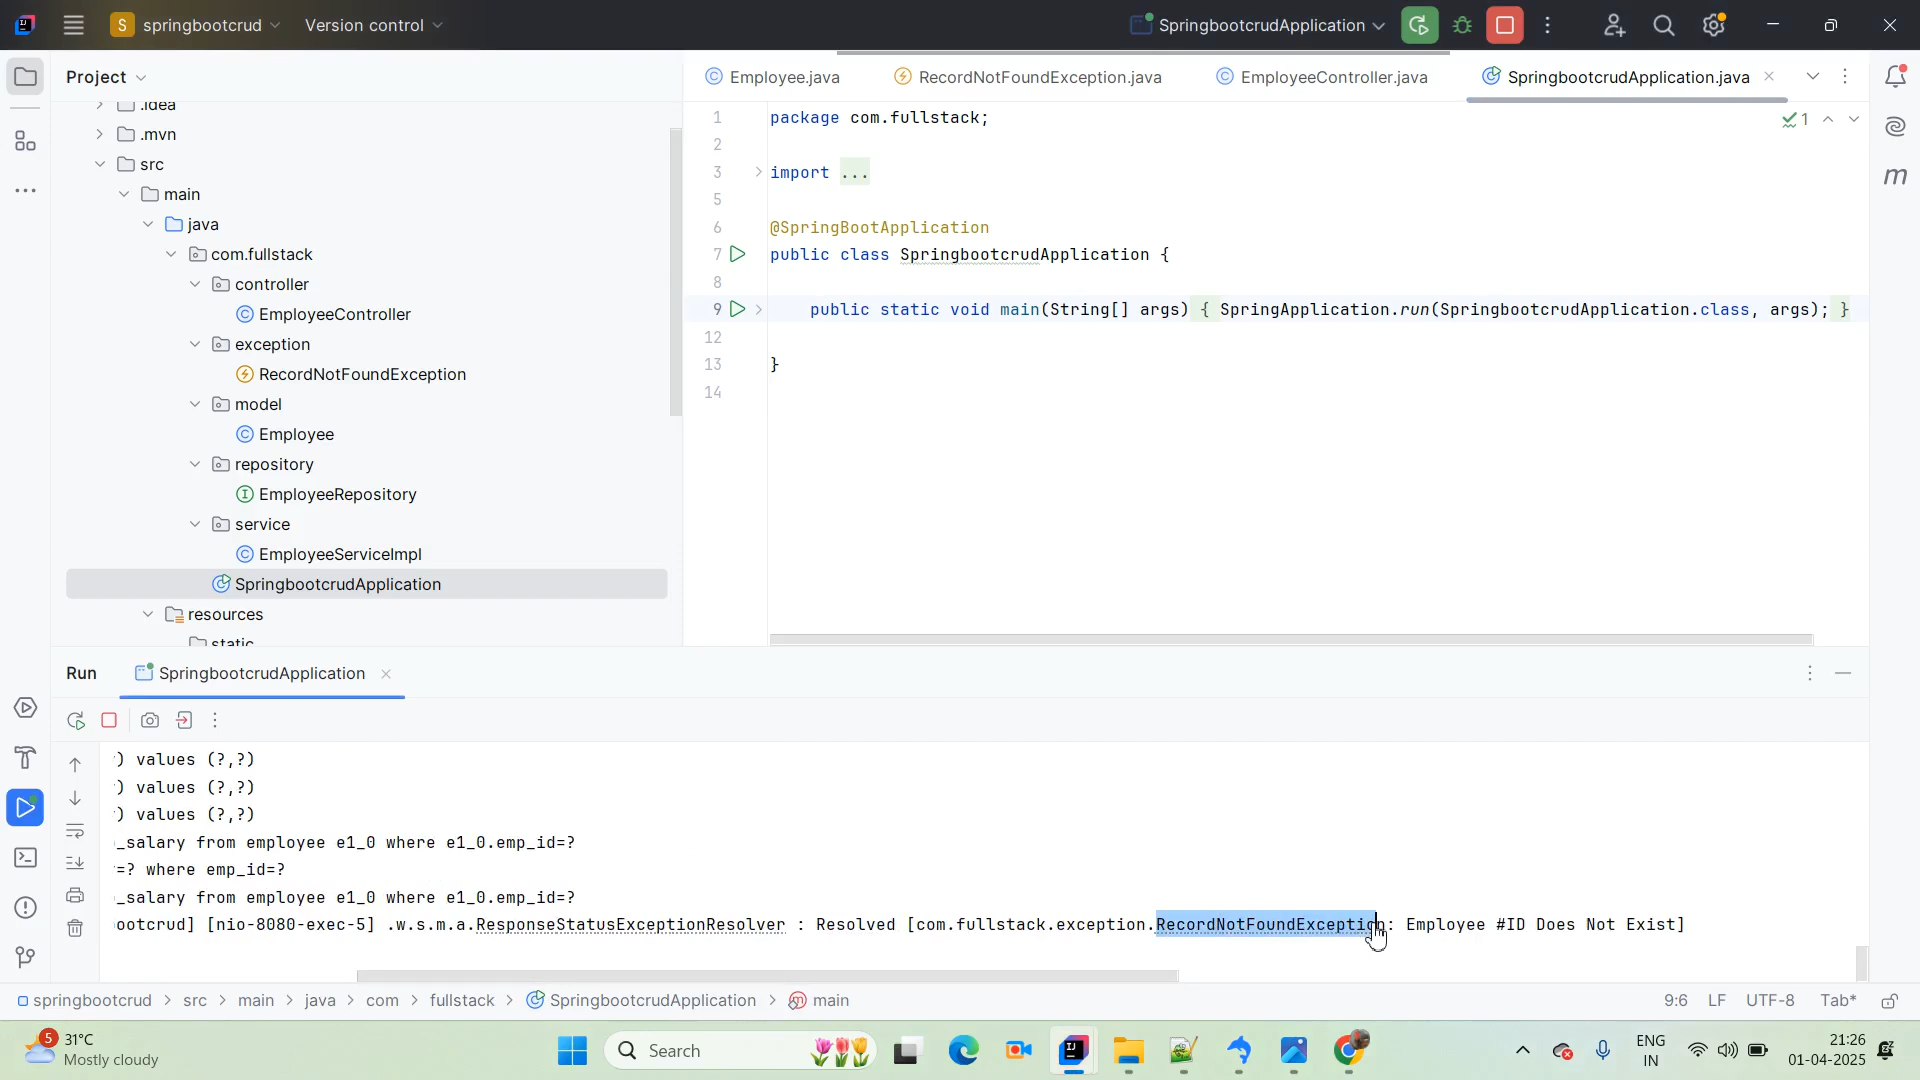 S springbootcrud Version control SpringbootcrudApplication
Project
Employee.java RecordNotFoundException.java EmployeeController.java SpringbootcrudApplication.java
.idea
.mvn
src
main
java
com.fullstack
controller
EmployeeController
exception
RecordNotFoundException
model
Employee
repository
EmployeeRepository
service
EmployeeServiceImpl
SpringbootcrudApplication
resources
static
1 package com.fullstack;
2
3 import ...
5
6 @SpringBootApplication
7 public class SpringbootcrudApplication {
8
9 public static void main(String[] args) { SpringApplication.run(SpringbootcrudApplication.class, args); }
12
13 }
14
1
m
Run SpringbootcrudApplication
) values (?,?)
) values (?,?)
) values (?,?)
_salary from employee e1_0 where e1_0.emp_id=?
=? where emp_id=?
_salary from employee e1_0 where e1_0.emp_id=?
ootcrud] [nio-8080-exec-5] .w.s.m.a.ResponseStatusExceptionResolver : Resolved [com.fullstack.exception.RecordNotFoundException: Employee #ID Does Not Exist]
springbootcrud > src > main > java > com > fullstack > SpringbootcrudApplication > main 9:6 LF UTF-8 Tab*
5 31°C
Mostly cloudy
Search
ENG
IN
21:26
01-04-2025